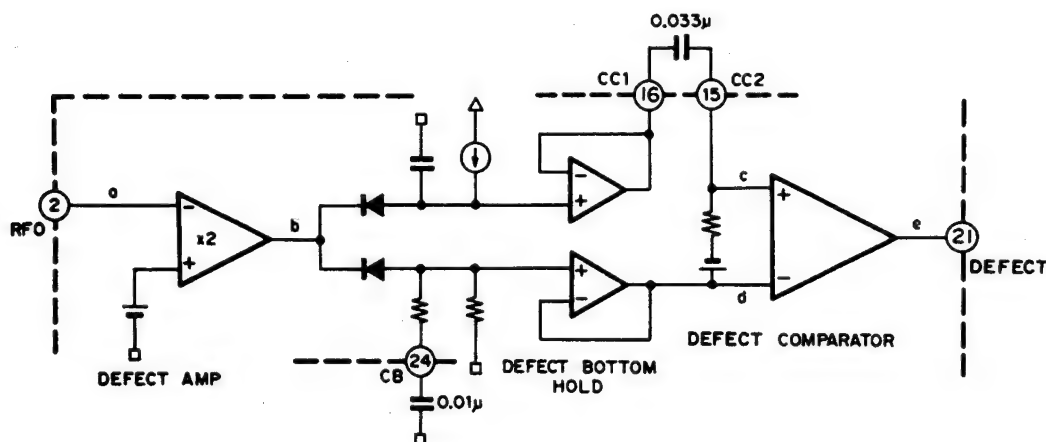 0.033μ
CC1
16
15
CC2
2
a
RFO
-
x2
+
b
-
+
c
+
-
e
21
DEFECT
+
-
d
DEFECT COMPARATOR
DEFECT AMP
24
CB
0.01μ
DEFECT BOTTOM
HOLD